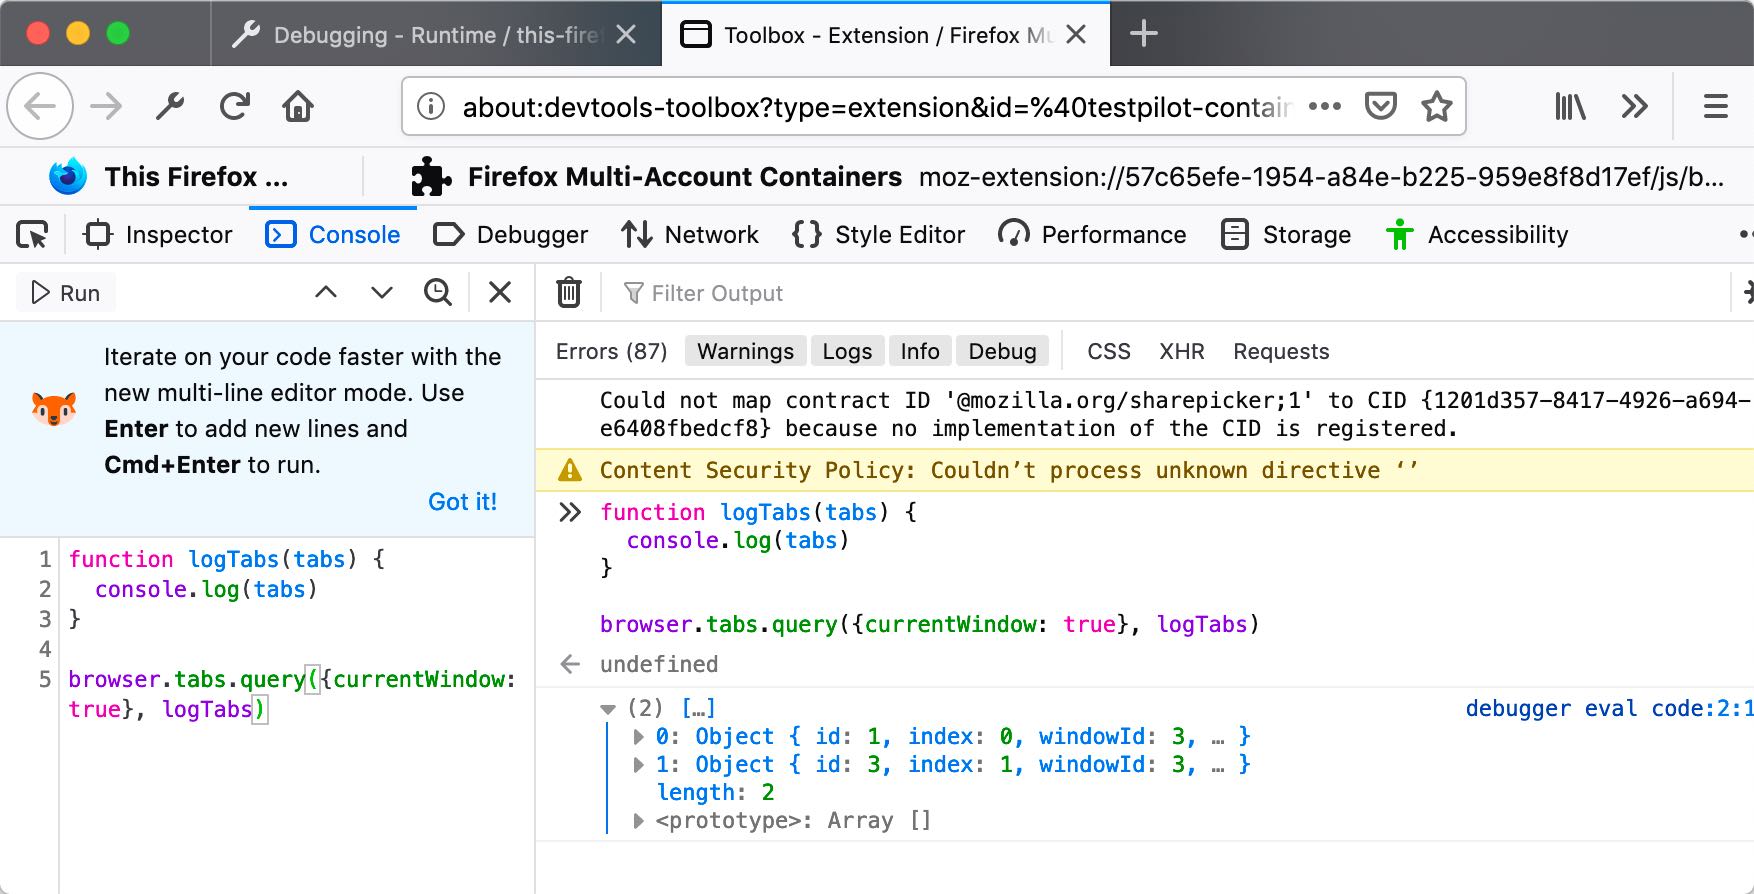 Debugging - Runtime / this-firef
Toolbox - Extension / Firefox Mu
about:devtools-toolbox?type=extension&id=%40testpilot-contain
This Firefox ...
Firefox Multi-Account Containers moz-extension://57c65efe-1954-a84e-b225-959e8f8d17ef/js/b...
Inspector Console Debugger Network Style Editor Performance Storage Accessibility
Run
Filter Output
Iterate on your code faster with the
new multi-line editor mode. Use
Enter to add new lines and
Cmd+Enter to run.
Got it!
1 function logTabs(tabs) {
2 console.log(tabs)
3 }
4
5 browser.tabs.query({currentWindow:
true}, logTabs)
Errors (87) Warnings Logs Info Debug CSS XHR Requests
Could not map contract ID '@mozilla.org/sharepicker;1' to CID {1201d357-8417-4926-a694-
e6408fbedcf8} because no implementation of the CID is registered.
Content Security Policy: Couldn’t process unknown directive ‘’
function logTabs(tabs) {
console.log(tabs)
}
browser.tabs.query({currentWindow: true}, logTabs)
undefined
(2) […] debugger eval code:2:1
0: Object { id: 1, index: 0, windowId: 3, … }
1: Object { id: 3, index: 1, windowId: 3, … }
length: 2
<prototype>: Array []